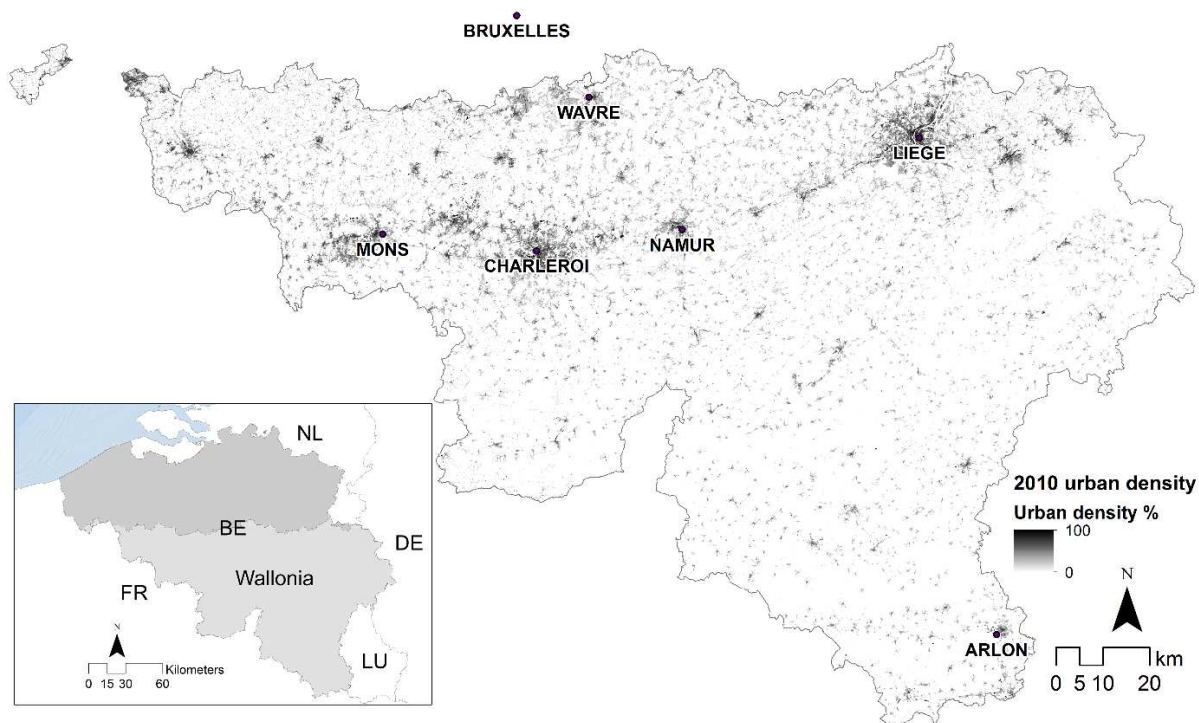 BRUXELLES
WAVRE
LIEGE
MONS
CHARLEROI
NAMUR
ARLON
2010 urban density
Urban density %
100
0
N
km
0 5 10 20
NL
BE
DE
Wallonia
FR
LU
N
Kilometers
0 15 30 60